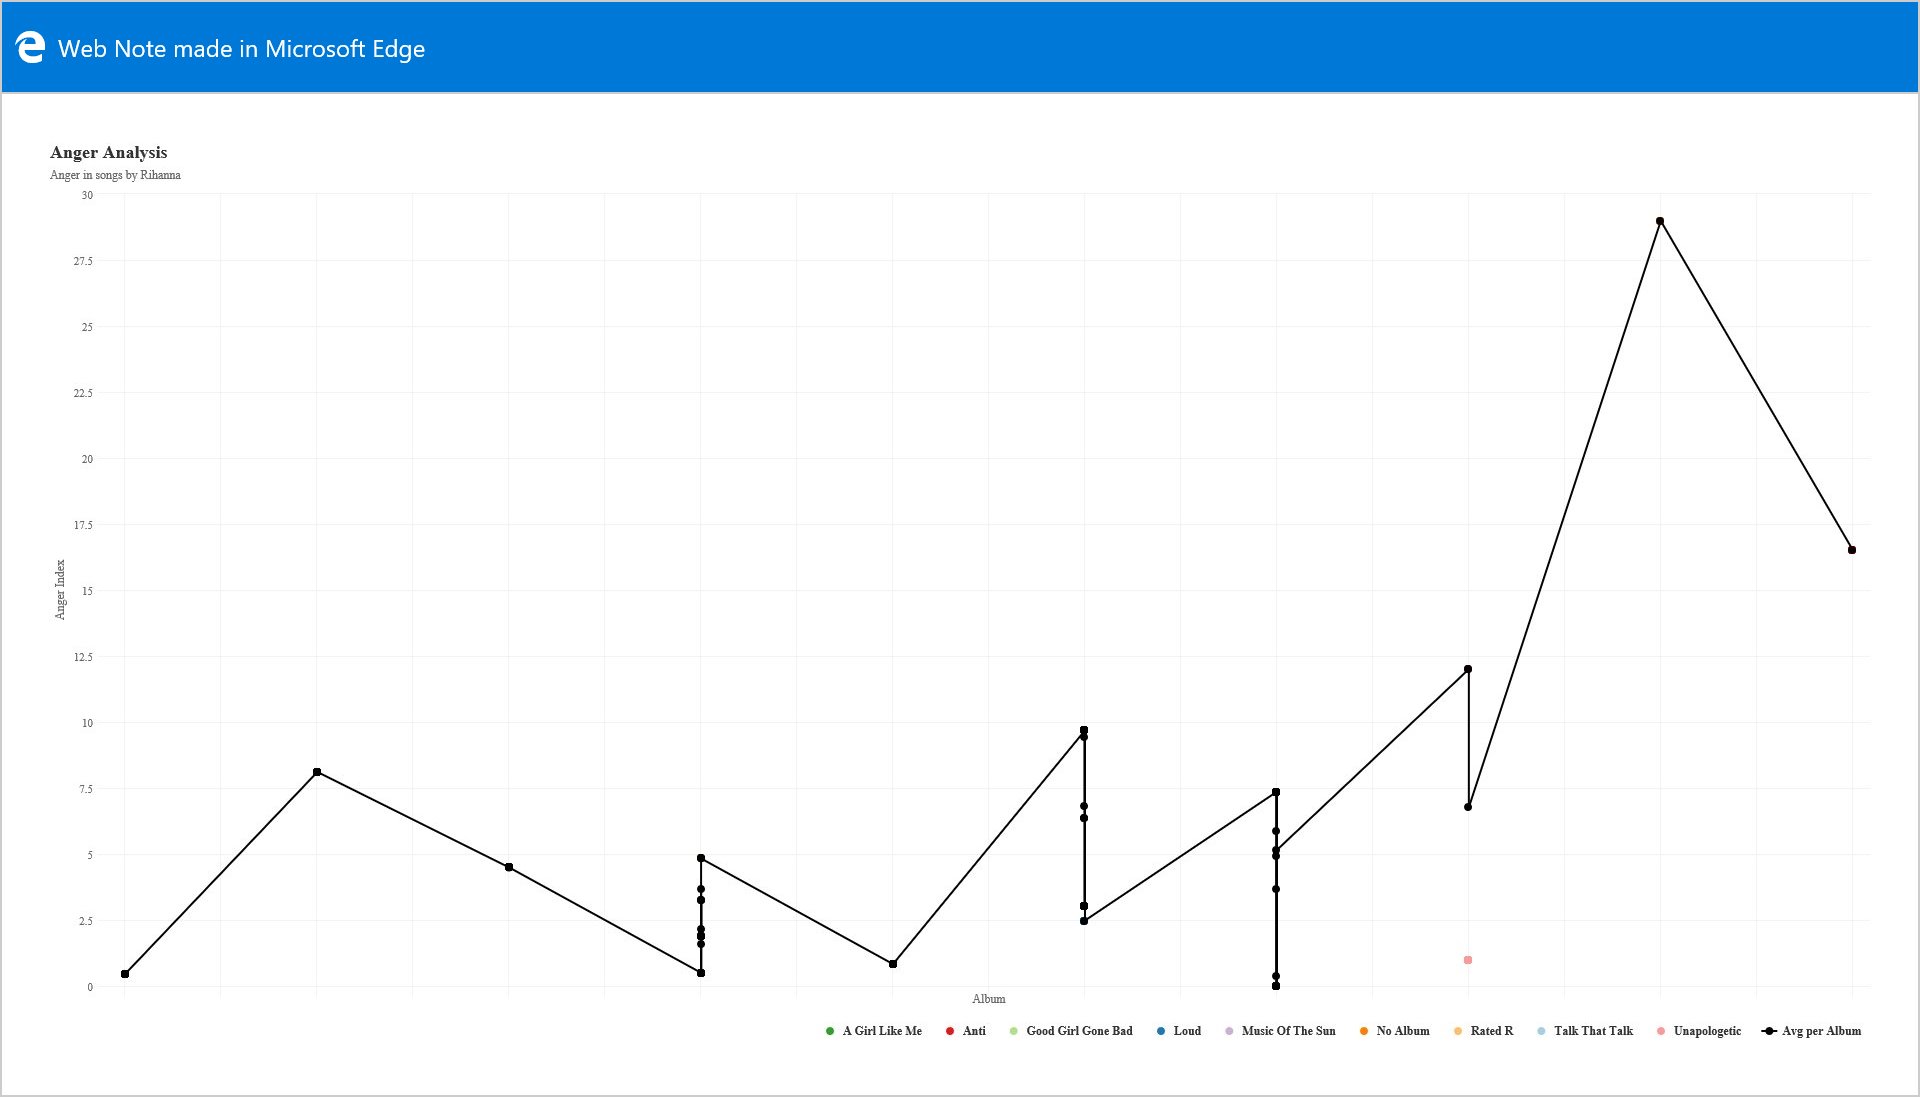 Web Note made in Microsoft Edge
Anger Analysis
Anger in songs by Rihanna
30
27.5
25
22.5
20
17.5
15
12.5
10
7.5
5
2.5
0
Anger Index
Album
A Girl Like Me Anti Good Girl Gone Bad Loud Music Of The Sun No Album Rated R Talk That Talk Unapologetic Avg per Album